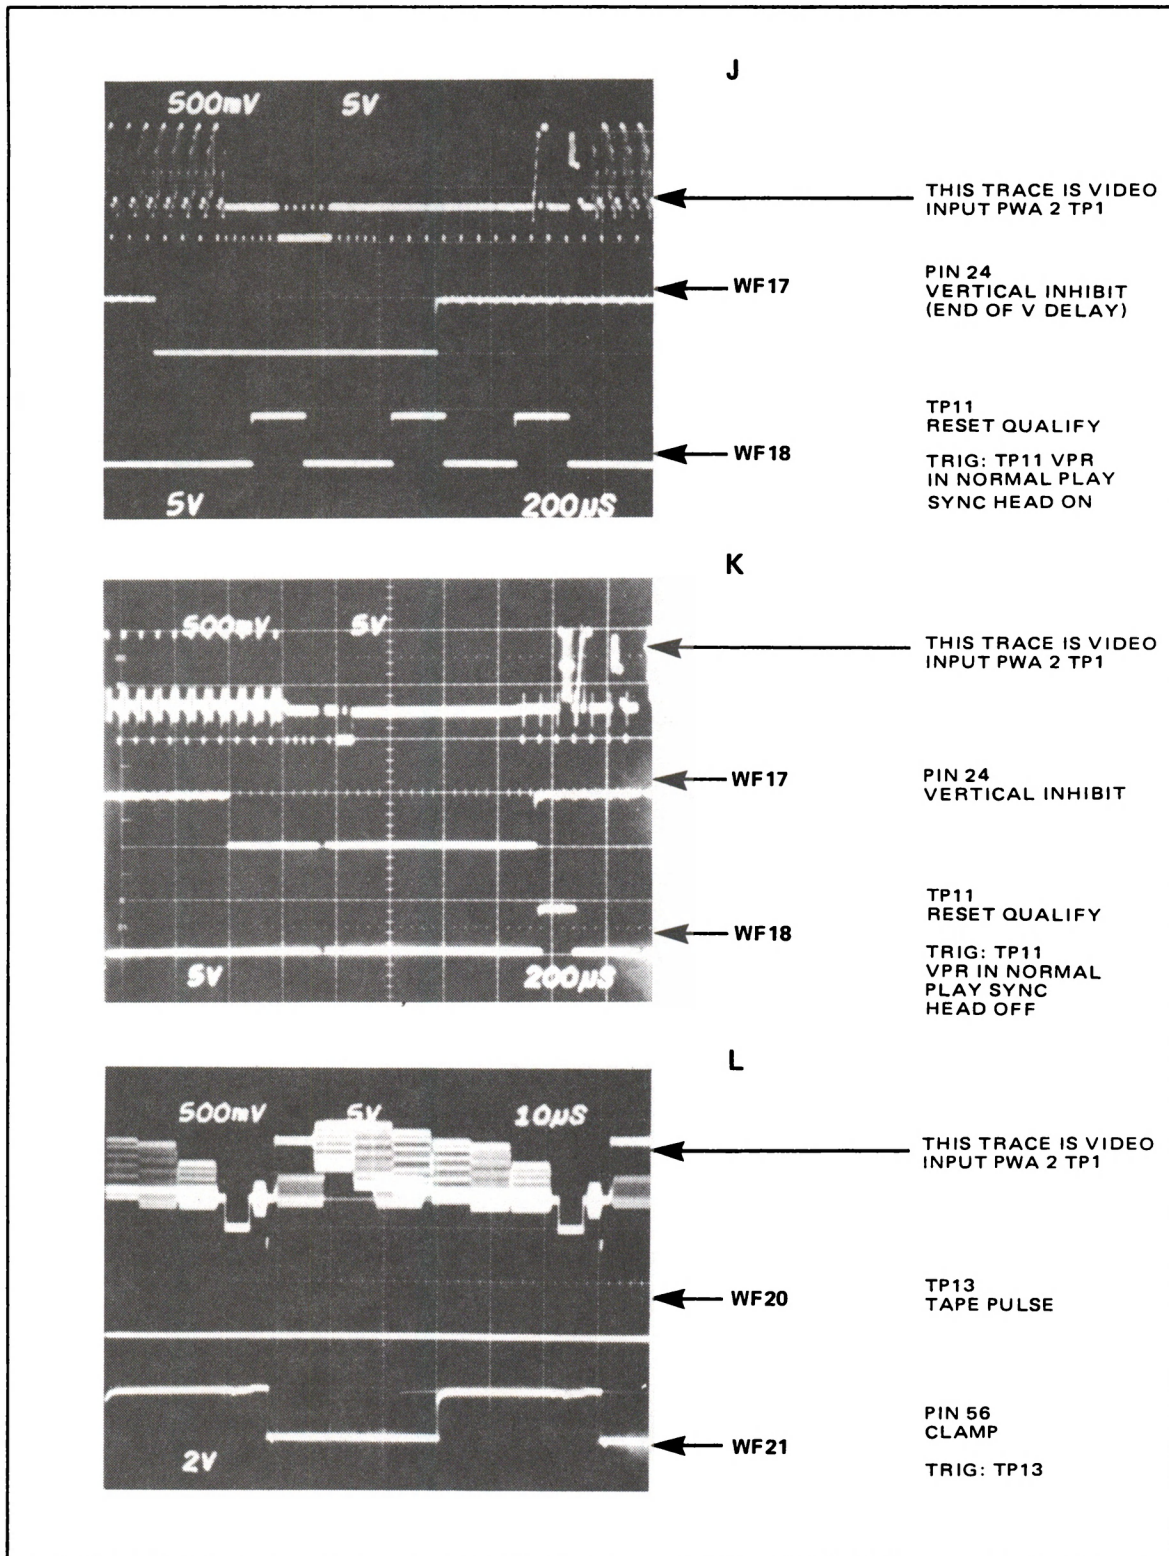 J
500mV 5V
THIS TRACE IS VIDEO
INPUT PWA 2 TP1
WF17
PIN 24
VERTICAL INHIBIT
(END OF V DELAY)
TP11
RESET QUALIFY
WF18
TRIG: TP11 VPR
IN NORMAL PLAY
SYNC HEAD ON
5V 200µS
K
500mV 5V
THIS TRACE IS VIDEO
INPUT PWA 2 TP1
WF17
PIN 24
VERTICAL INHIBIT
TP11
RESET QUALIFY
WF18
TRIG: TP11
VPR IN NORMAL
PLAY SYNC
HEAD OFF
5V 200µS
L
500mV 5V 10µS
THIS TRACE IS VIDEO
INPUT PWA 2 TP1
WF20
TP13
TAPE PULSE
PIN 56
CLAMP
WF21
TRIG: TP13
2V